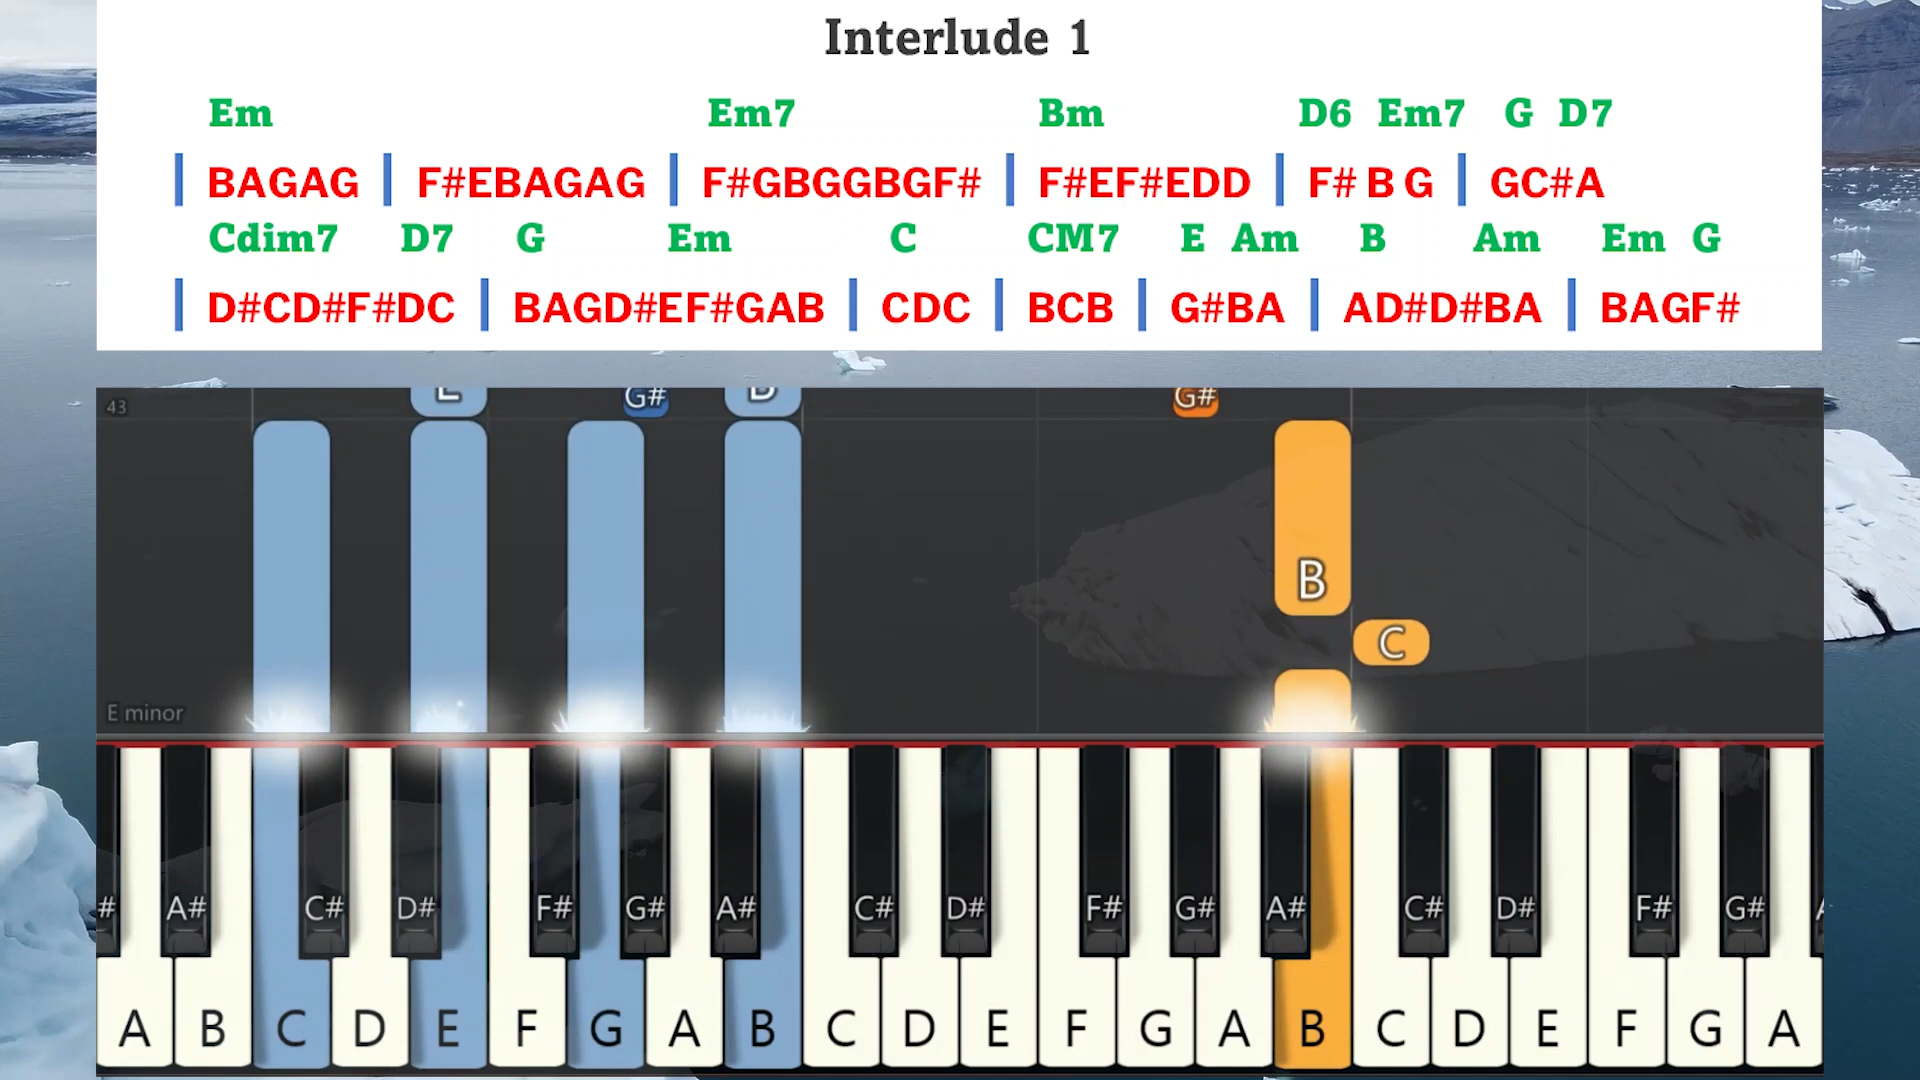 Interlude 1
Em Em7 Bm D6 Em7 G D7
| BAGAG | F#EBAGAG | F#GBGGBGF# | F#EF#EDD | F# B G | GC#A
Cdim7 D7 G Em C CM7 E Am B Am Em G
| D#CD#F#DC | BAGD#EF#GAB | CDC | BCB | G#BA | AD#D#BA | BAGF#
43 E G# B G#
B
C
E minor
# A# C# D# F# G# A# C# D# F# G# A# C# D# F# G#
A B C D E F G A B C D E F G A B C D E F G A